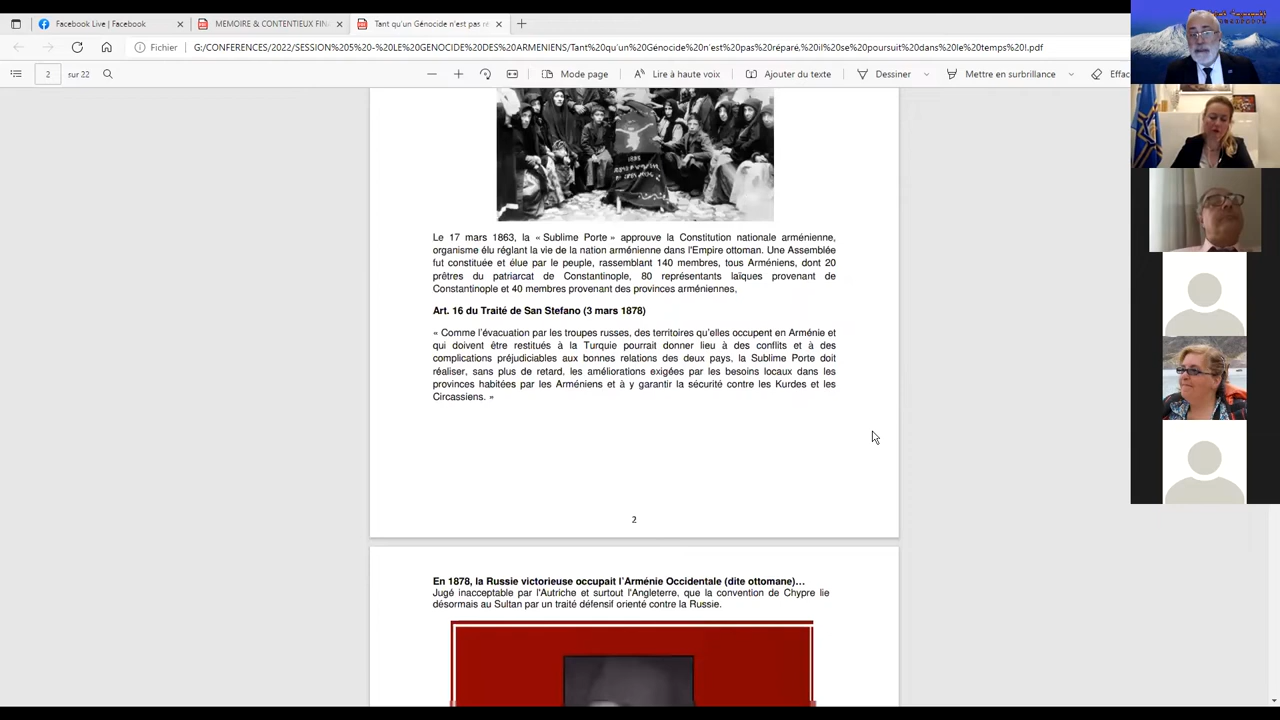 Facebook Live | Facebook
MEMOIRE & CONTENTIEUX FIN
Tant qu'un Génocide n'est pas ré
Fichier
G:/CONFERENCES/2022/SESSION%205%20-%20LE%20GENOCIDE%20DES%20ARMENIENS/Tant%20qu'un%20Génocide%20n'est%20pas%20réparé,%20il%20se%20poursuit%20dans%20le%20temps%20I.pdf
2 sur 22
Mode page
Lire à haute voix
Ajouter du texte
Dessiner
Mettre en surbrillance
Effac
Le 17 mars 1863, la « Sublime Porte » approuve la Constitution nationale arménienne,
organisme élu réglant la vie de la nation arménienne dans l'Empire ottoman. Une Assemblée
fut constituée et élue par le peuple, rassemblant 140 membres, tous Arméniens, dont 20
prêtres du patriarcat de Constantinople, 80 représentants laïques provenant de
Constantinople et 40 membres provenant des provinces arméniennes,
Art. 16 du Traité de San Stefano (3 mars 1878)
« Comme l'évacuation par les troupes russes, des territoires qu'elles occupent en Arménie et
qui doivent être restitués à la Turquie pourrait donner lieu à des conflits et à des
complications préjudiciables aux bonnes relations des deux pays, la Sublime Porte doit
réaliser, sans plus de retard, les améliorations exigées par les besoins locaux dans les
provinces habitées par les Arméniens et à y garantir la sécurité contre les Kurdes et les
Circassiens. »
2
En 1878, la Russie victorieuse occupait l'Arménie Occidentale (dite ottomane)…
Jugé inacceptable par l'Autriche et surtout l'Angleterre, que la convention de Chypre lie
désormais au Sultan par un traité défensif orienté contre la Russie.